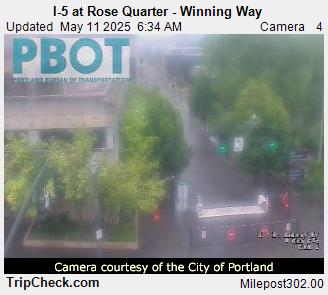 I-5 at Rose Quarter - Winning Way
Updated May 11 2025 6:34 AM Camera 4
PBOT
PORTLAND BUREAU OF TRANSPORTATION
Camera courtesy of the City of Portland
TripCheck.com Milepost302.00